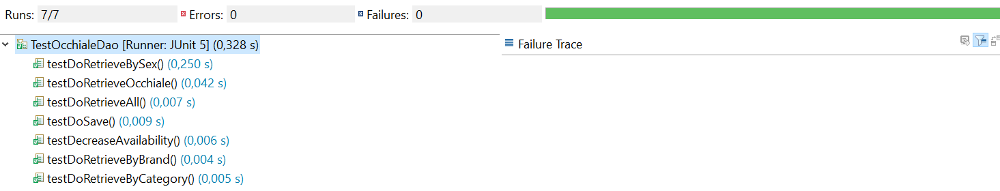 Runs: 7/7 Errors: 0 Failures: 0
TestOcchialeDao [Runner: JUnit 5] (0,328 s)
Failure Trace
testDoRetrieveBySex() (0,250 s)
testDoRetrieveOcchiale() (0,042 s)
testDoRetrieveAll() (0,007 s)
testDoSave() (0,009 s)
testDecreaseAvailability() (0,006 s)
testDoRetrieveByBrand() (0,004 s)
testDoRetrieveByCategory() (0,005 s)